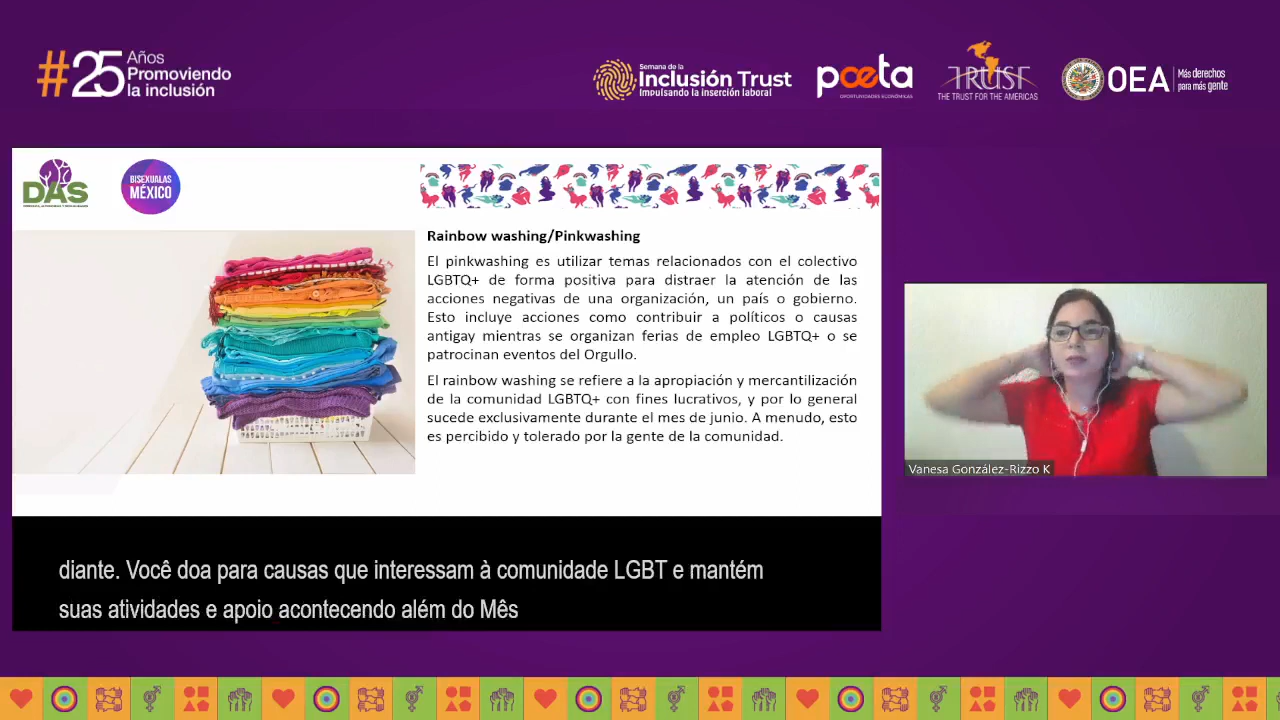 #25 Años
Promoviendo
la inclusión
Semana de la
Inclusión Trust
Impulsando la inserción laboral
poeta
OPORTUNIDADES ECONÓMICAS
TRUST
THE TRUST FOR THE AMERICAS
OEA
Más derechos
para más gente
DAS
BISEXUALAS
MÉXICO
Rainbow washing/Pinkwashing
El pinkwashing es utilizar temas relacionados con el colectivo
LGBTQ+ de forma positiva para distraer la atención de las
acciones negativas de una organización, un país o gobierno.
Esto incluye acciones como contribuir a políticos o causas
antigay mientras se organizan ferias de empleo LGBTQ+ o se
patrocinan eventos del Orgullo.
El rainbow washing se refiere a la apropiación y mercantilización
de la comunidad LGBTQ+ con fines lucrativos, y por lo general
sucede exclusivamente durante el mes de junio. A menudo, esto
es percibido y tolerado por la gente de la comunidad.
Vanesa González-Rizzo K
diante. Você doa para causas que interessam à comunidade LGBT e mantém
suas atividades e apoio acontecendo além do Mês